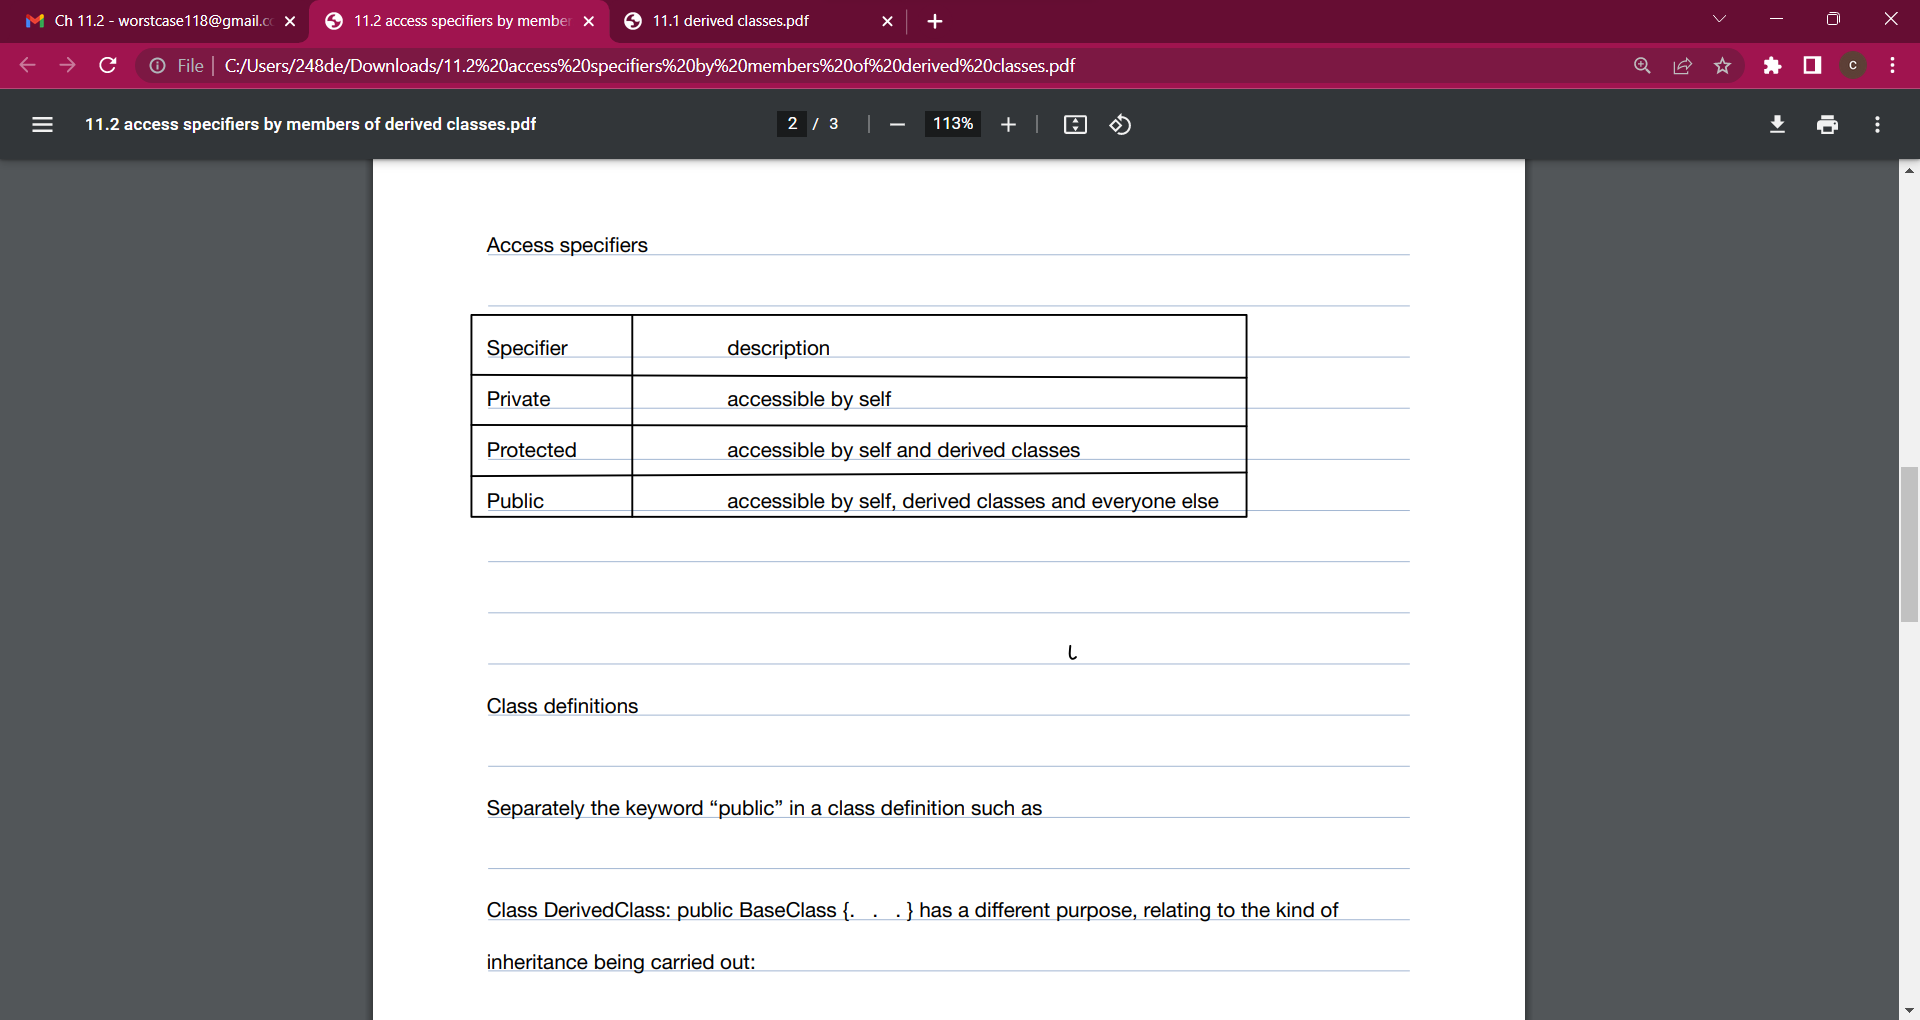 Ch 11.2 - worstcase118@gmail.c
11.2 access specifiers by membe
11.1 derived classes.pdf
File
C:/Users/248de/Downloads/11.2%20access%20specifiers%20by%20members%20of%20derived%20classes.pdf
c
11.2 access specifiers by members of derived classes.pdf
2 / 3
113%
Access specifiers
Specifier description
Private accessible by self
Protected accessible by self and derived classes
Public accessible by self, derived classes and everyone else
Class definitions
Separately the keyword “public” in a class definition such as
Class DerivedClass: public BaseClass {. . . } has a different purpose, relating to the kind of
inheritance being carried out: